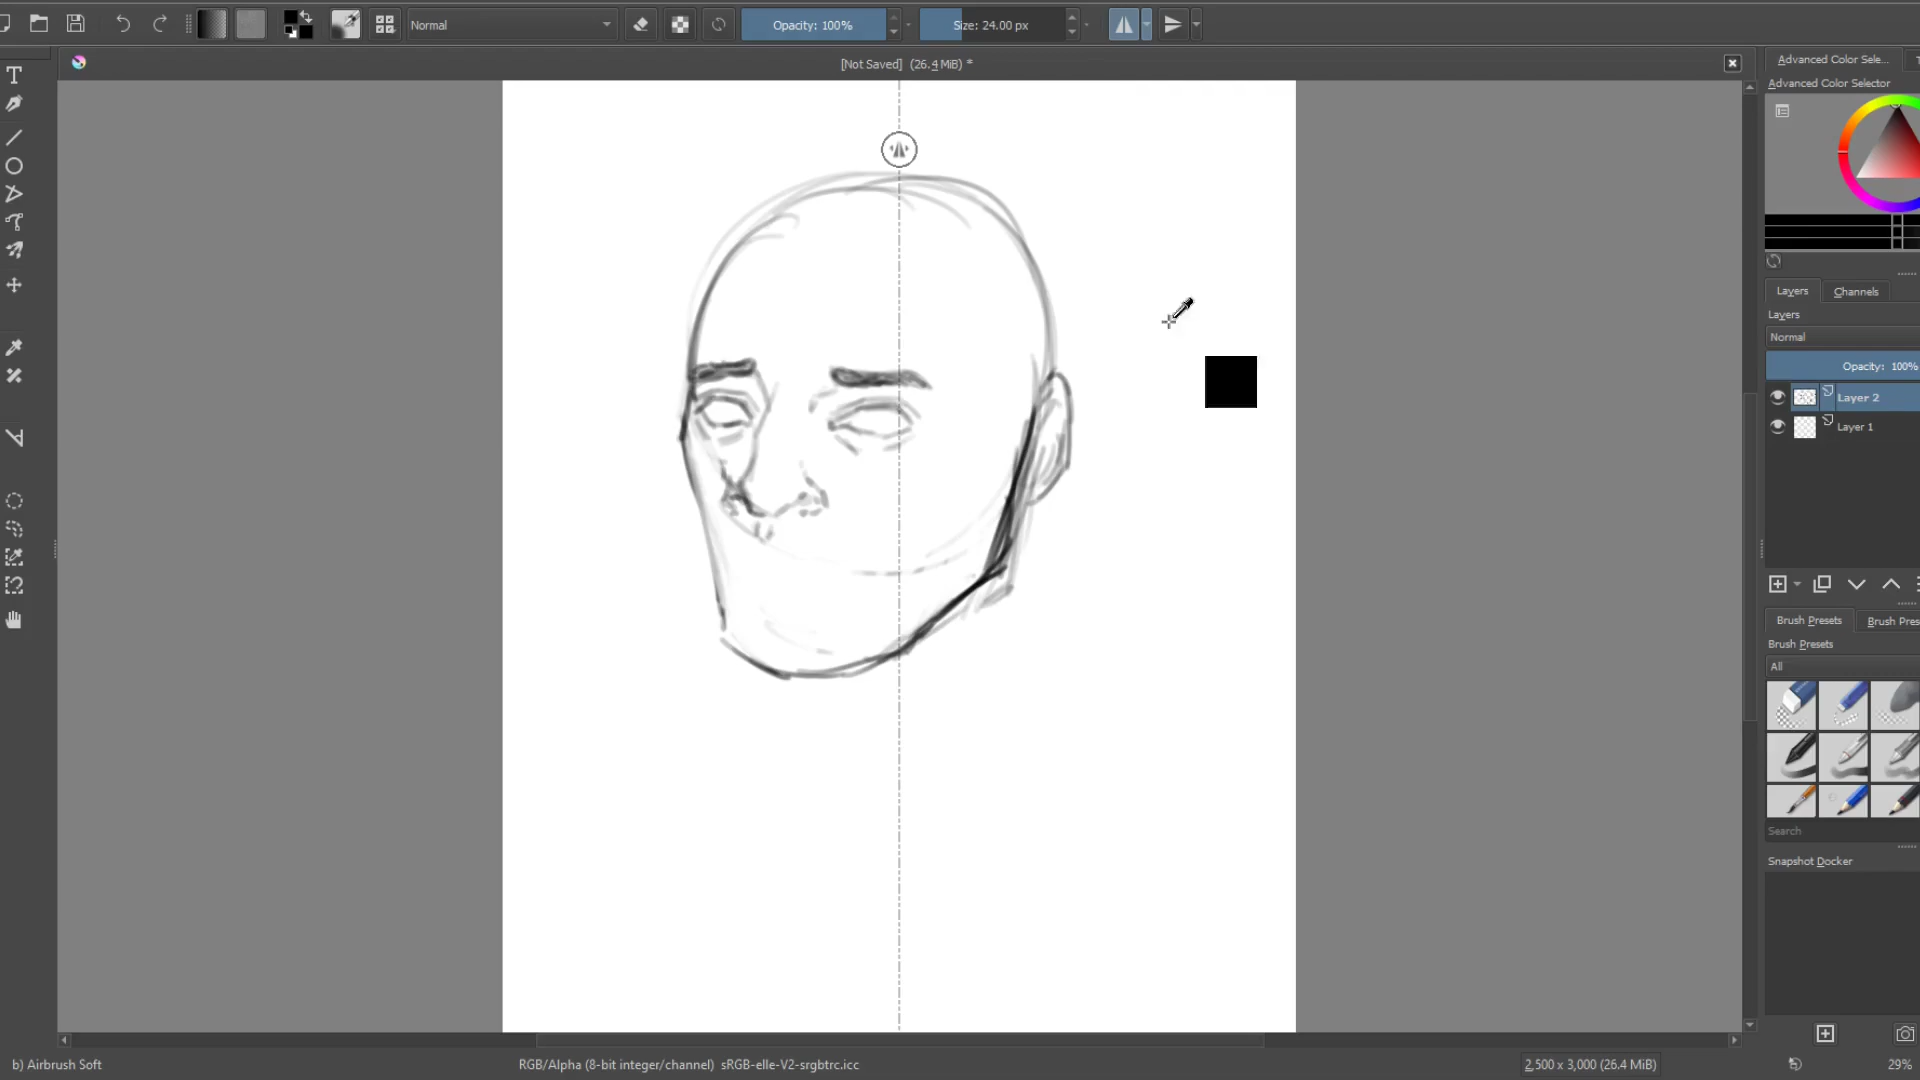 Normal
Opacity: 100%
Size: 24.00 px
[Not Saved] (26.4 MiB) *
Advanced Color Sele...
Advanced Color Selector
Layers
Channels
Layers
Normal
Opacity: 100%
Layer 2
Layer 1
Brush Presets
Brush Pres
Brush Presets
All
Search
Snapshot Docker
b) Airbrush Soft
RGB/Alpha (8-bit integer/channel) sRGB-elle-V2-srgbtrc.icc
2,500 x 3,000 (26.4 MiB)
29%